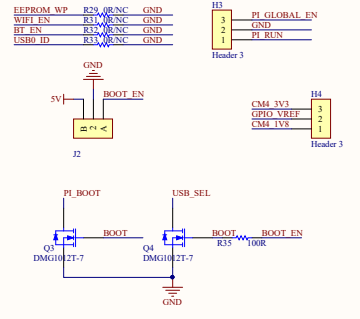 EEPROM_WP R29 0R/NC GND
WIFI_EN R31 0R/NC GND
BT_EN R32 0R/NC GND
USB0_ID R33 0R/NC GND
H3
3 PI_GLOBAL_EN
2 GND
1 PI_RUN
Header 3
GND
5V BOOT_EN
B 2 A
J2
H4
CM4_3V3 3
GPIO_VREF 2
CM4_1V8 1
Header 3
PI_BOOT USB_SEL
BOOT BOOT BOOT_EN
Q3 Q4 R35 100R
DMG1012T-7 DMG1012T-7
GND